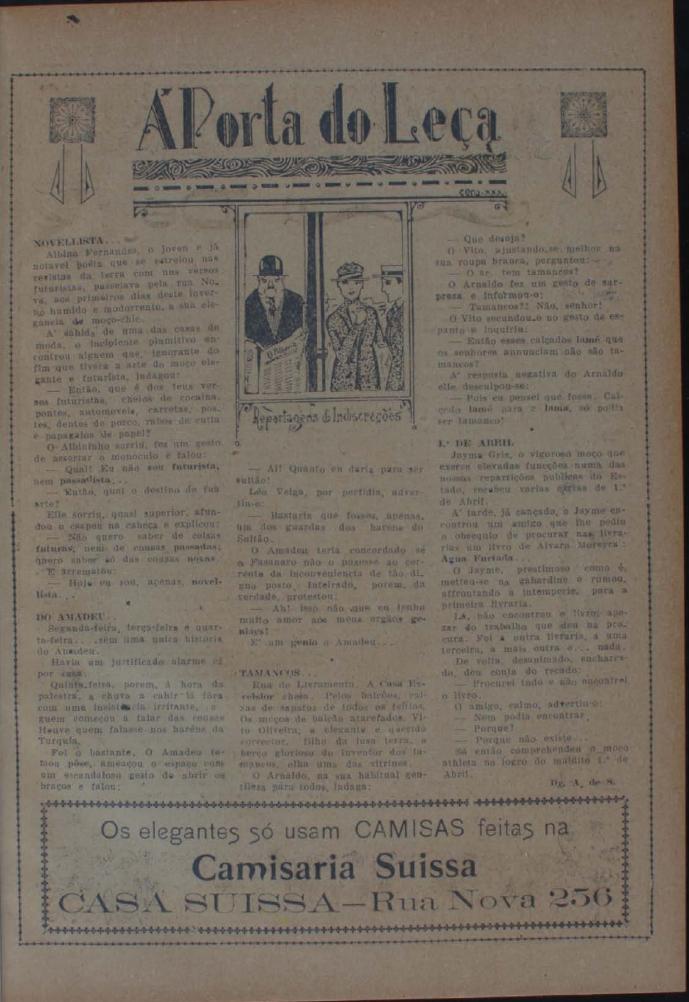 Á Porta do Leça
Reportagens de Indiscreções
NOVELLISTA...
Albino Fernandes, o joven e já
notavel poéta que se estreiou nas
revistas da terra com uns versos
futuristas, passeiava pela rua No-
va, aos primeiros dias deste inver-
no humido e modorrento, a sua ele-
gancia de moço-chic.
A' sahida de uma das casas de
moda, o incipiente plumitivo en-
controu alguem que, ignorante do
fim que tivera a arte do moço ele-
gante e futurista, indagou:
— Então, que é dos teus ver-
sos futuristas, cheios de cocaina,
pontes, automoveis, carretas, pos-
tes, dentes de porco, rabos de cutia
e papagaios de papel?
O Albininho sorriu, fez um gesto
de assestar o monoculo e falou:
— Qual! Eu não sou futurista,
nem passadista...
— Então, qual o destino de tua
arte?
Elle sorriu, quasi superior, afun-
dou o chapeu na cabeça e explicou:
— Não quero saber de coisas
futuras, nem de cousas passadas;
quero saber só das cousas novas.
E arrematou:
— Hoje eu sou, apenas, novel-
lista...
DO AMADEU...
Segunda-feira, terça-feira e quar-
ta-feira... têm uma unica historia
do Amadeu.
Havia um justificado alarme
por
Quinta-feira, porem, á hora da
palestra, a chuva a cahir lá fóra
com uma insistencia irritante, al-
guem começou a falar das cousas
Houve quem falasse nos haréns da
Turquia.
Foi o bastante. O Amadeu to-
mou pôse, ameaçou o espaço com
um escandaloso gesto de abrir os
braços e falou:
— Ai! Quanto eu daria para ser
sultão!
Léo Veiga, por perfidia, adver-
tiu-o:
— Bastaria que fosses, apenas,
um dos guardas dos haréns do
Sultão.
O Amadeu teria concordado se
o Fasanaro não o puzesse ao cor-
rente da inconveniencia de tão di-
gno posto. Inteirado, porem, da
verdade, protestou:
— Ah! isso não que eu tenho
muito amor aos meus orgãos ge-
niaes!
E' um genio o Amadeu...
TAMANCOS...
Rua do Livramento. A Casa Ex-
celsior cheia. Pelos balcões, cai-
xas de sapatos de todos os feitios.
Os moços de balcão atarefados. Vi-
to Oliveira, o elegante e querido
corrector, filho da lusa terra, o
berço glorioso do inventor dos ta-
mancos, olha uma das vitrines.
O Arnaldo, na sua habitual gen-
tileza para todos, indaga:
— Que deseja?
O Vito, ajustando-se melhor na
sua roupa branca, perguntou:
— O sr. tem tamancos?
O Arnaldo fez um gesto de sur-
presa e informou-o:
— Tamancos?! Não, senhor!
O Vito secundou-o no gesto de es-
panto e inquiriu:
— Então esses calçados lamé que
os senhores annunciam não são ta-
mancos?
A' resposta negativa do Arnaldo
elle desculpou-se:
— Pois eu pensei que fosse. Cal-
çado lamé para a lama, só podia
ser tamanco!
1.º DE ABRIL
Jayme Gris, o vigoroso moço que
exerce elevadas funcções numa das
nossas repartições publicas do Es-
tado, recebeu varias cartas de 1.º
de Abril.
A' tarde, já cançado, o Jayme en-
controu um amigo que lhe pediu
o obsequio de procurar nas livra-
rias um livro de Alvaro Moreyra:
Agua Furtada...
O Jayme, prestimoso como é,
metteu-se na gabardine e rumou,
affrontando a intemperie, para a
primeira livraria.
Lá, não encontrou o livro, ape-
zar do trabalho que deu na pro-
cura. Foi a outra livraria, a uma
terceira, a mais outra e... nada.
De volta, desanimado, encharca-
do, deu conta do recado:
— Procurei tudo e não encontrei
o livro.
O amigo, calmo, advertiu-o:
— Nem podia encontrar.
— Porque?
— Porque não existe...
Só então comprehendeu o moço
athleta no logro do maldito 1.º de
Abril.
Dg. A. de S.
Os elegantes só usam CAMISAS feitas na
Camisaria Suissa
CASA SUISSA—Rua Nova 256